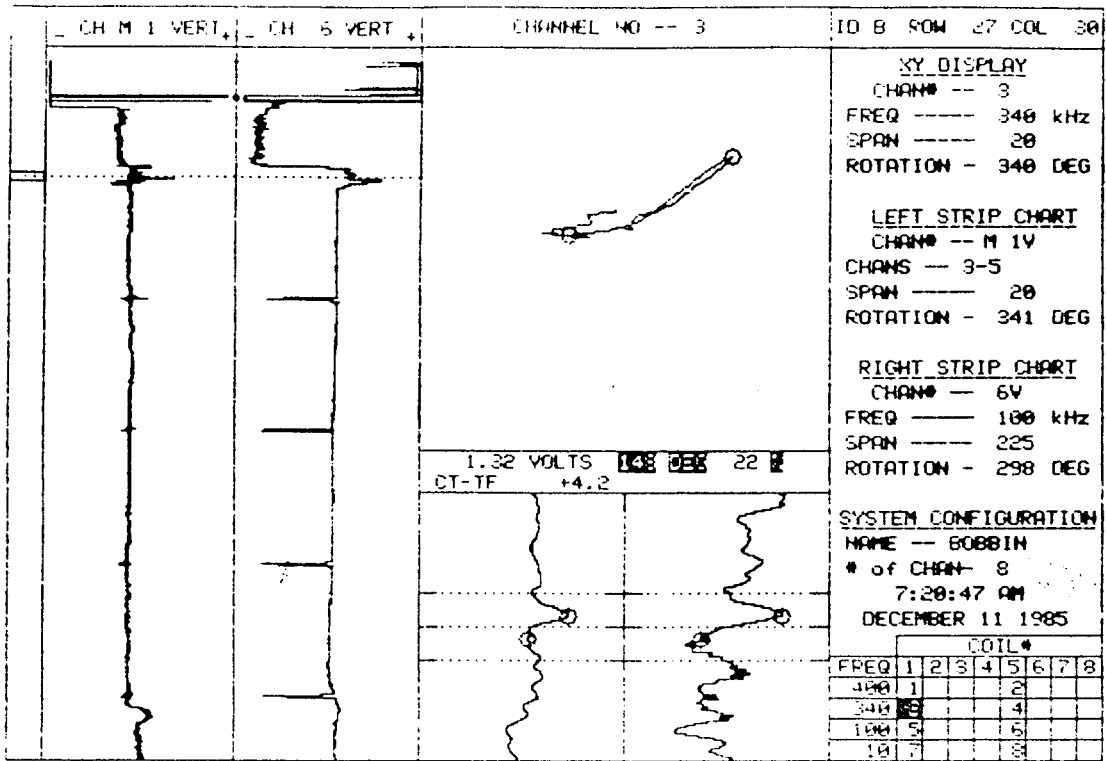 _ CH M 1 VERT +
_ CH 6 VERT +
CHANNEL NO -- 3
ID B ROW 27 COL 30
XY DISPLAY
CHAN# -- 3
FREQ ----- 340 kHz
SPAN ----- 20
ROTATION - 340 DEG
LEFT STRIP CHART
CHAN# -- M 1V
CHANS -- 3-5
SPAN ----- 20
ROTATION - 341 DEG
RIGHT STRIP CHART
CHAN# -- 6V
FREQ ----- 100 kHz
SPAN ----- 225
ROTATION - 298 DEG
1.32 VOLTS 148 DEG 22
CT-TF +4.2
SYSTEM CONFIGURATION
NAME -- BOBBIN
# of CHAN- 8
7:20:47 AM
DECEMBER 11 1985
COIL#
FREQ 1 2 3 4 5 6 7 8
400 1 2
340 3 4
100 5 6
10 7 8